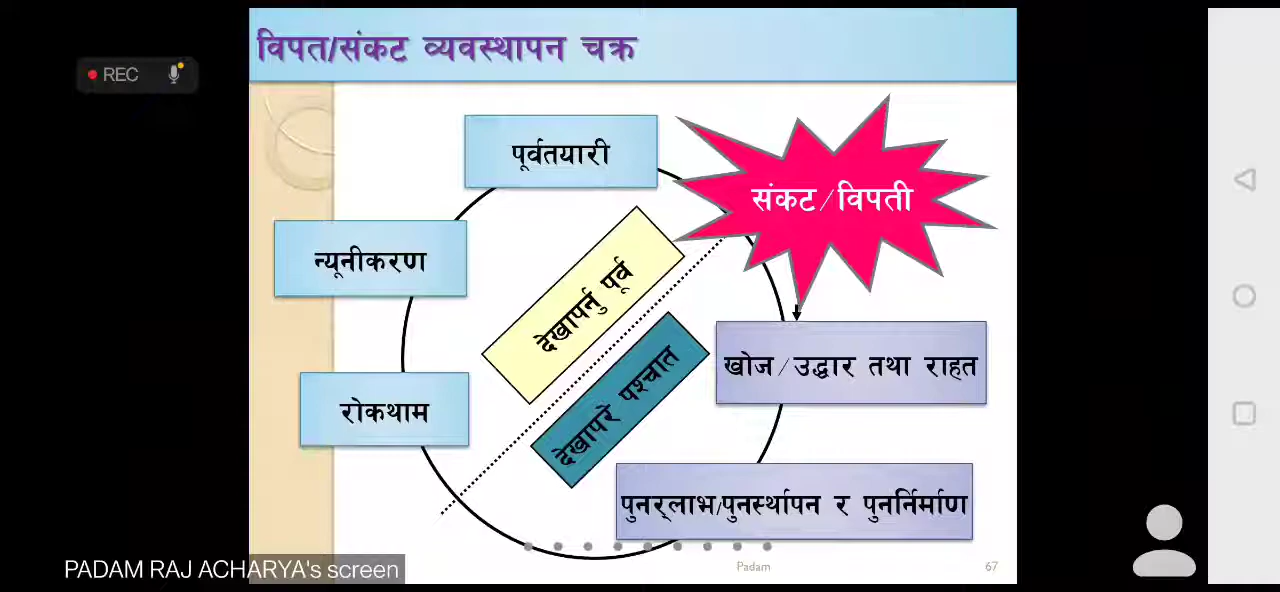 विपत/संकट व्यवस्थापन चक्र
REC
पूर्वतयारी
संकट/विपती
न्यूनीकरण
देखापर्नु पूर्व
देखापरे पश्चात
खोज/उद्धार तथा राहत
रोकथाम
पुनर्‌लाभ/पुनर्स्थापन र पुनर्निर्माण
PADAM RAJ ACHARYA's screen
Padam
67